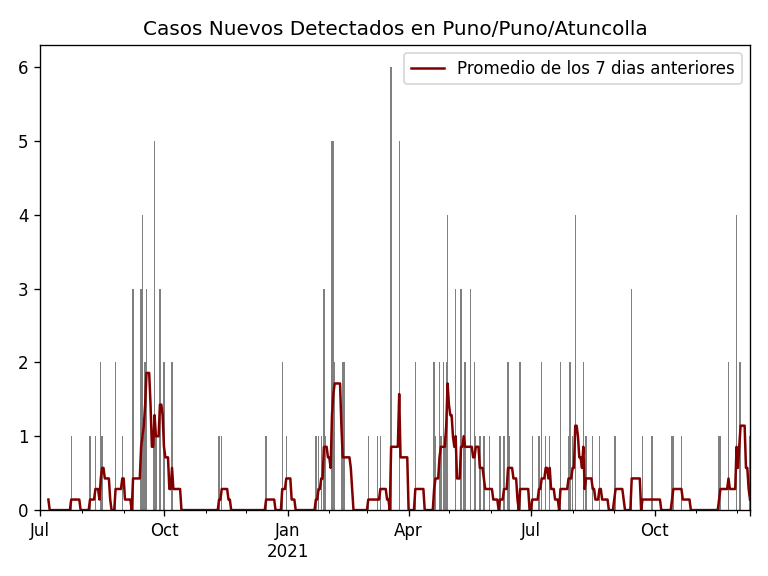 Casos Nuevos Detectados en Puno/Puno/Atuncolla
Promedio de los 7 dias anteriores
6
5
4
3
2
1
0
Jul Oct Jan Apr Jul Oct
2021